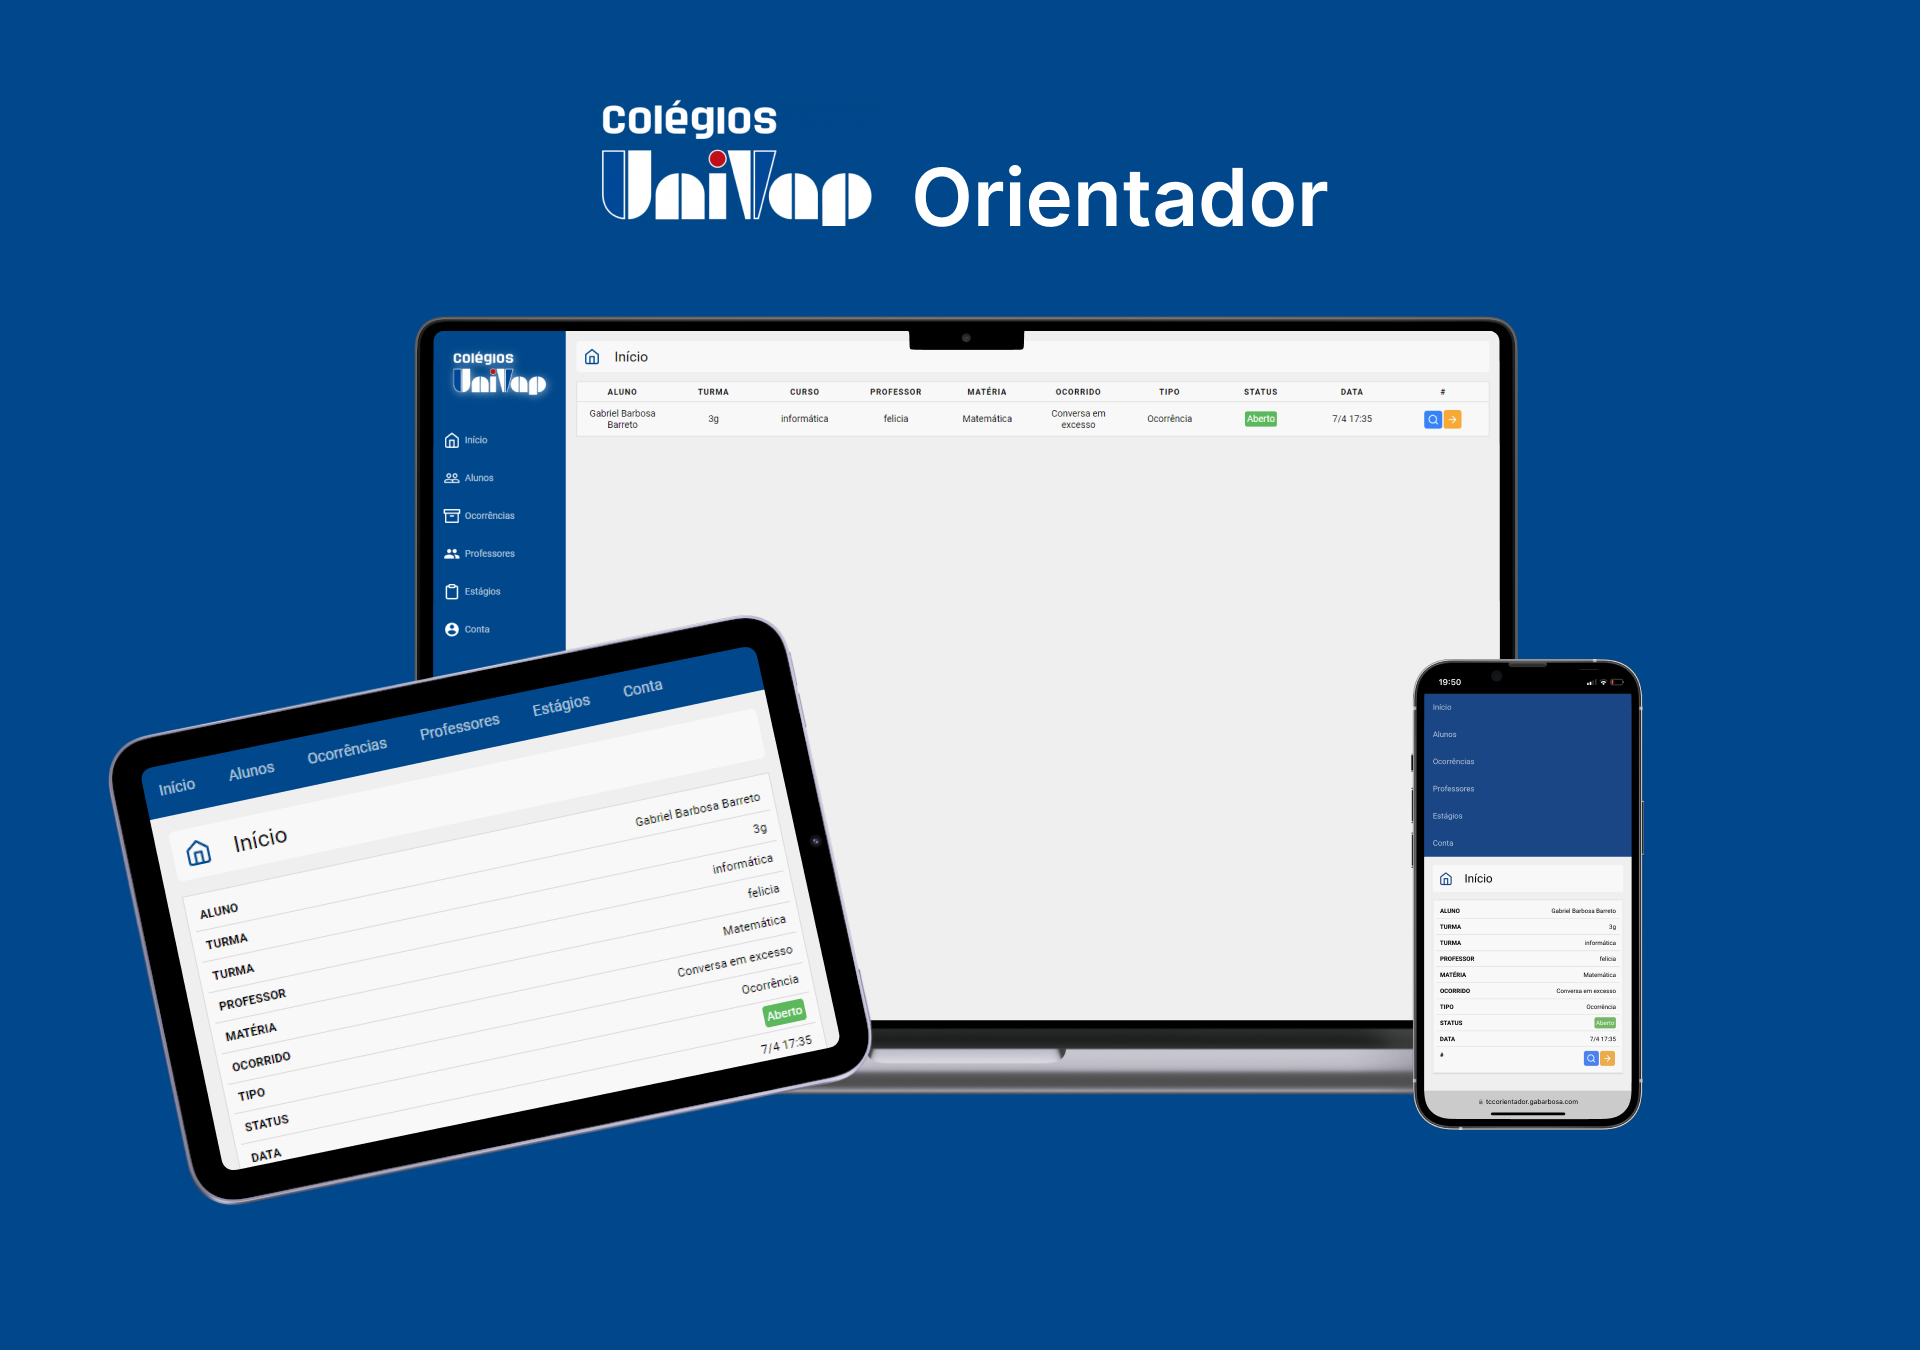 Colégios
UniVap Orientador
Colégios
UniVap
Início
Alunos
Ocorrências
Professores
Estágios
Conta
Início
ALUNO TURMA CURSO PROFESSOR MATÉRIA OCORRIDO TIPO STATUS DATA #
Gabriel Barbosa Barreto 3g informática felicia Matemática Conversa em excesso Ocorrência Aberto 7/4 17:35
Início Alunos Ocorrências Professores Estágios Conta
Início
ALUNO Gabriel Barbosa Barreto
TURMA 3g
TURMA informática
PROFESSOR felicia
MATÉRIA Matemática
OCORRIDO Conversa em excesso
TIPO Ocorrência
STATUS Aberto
DATA 7/4 17:35
19:50
Início
Alunos
Ocorrências
Professores
Estágios
Conta
Início
ALUNO Gabriel Barbosa Barreto
TURMA 3g
TURMA informática
PROFESSOR felicia
MATÉRIA Matemática
OCORRIDO Conversa em excesso
TIPO Ocorrência
STATUS Aberto
DATA 7/4 17:35
#
tccorientador.gabarbosa.com